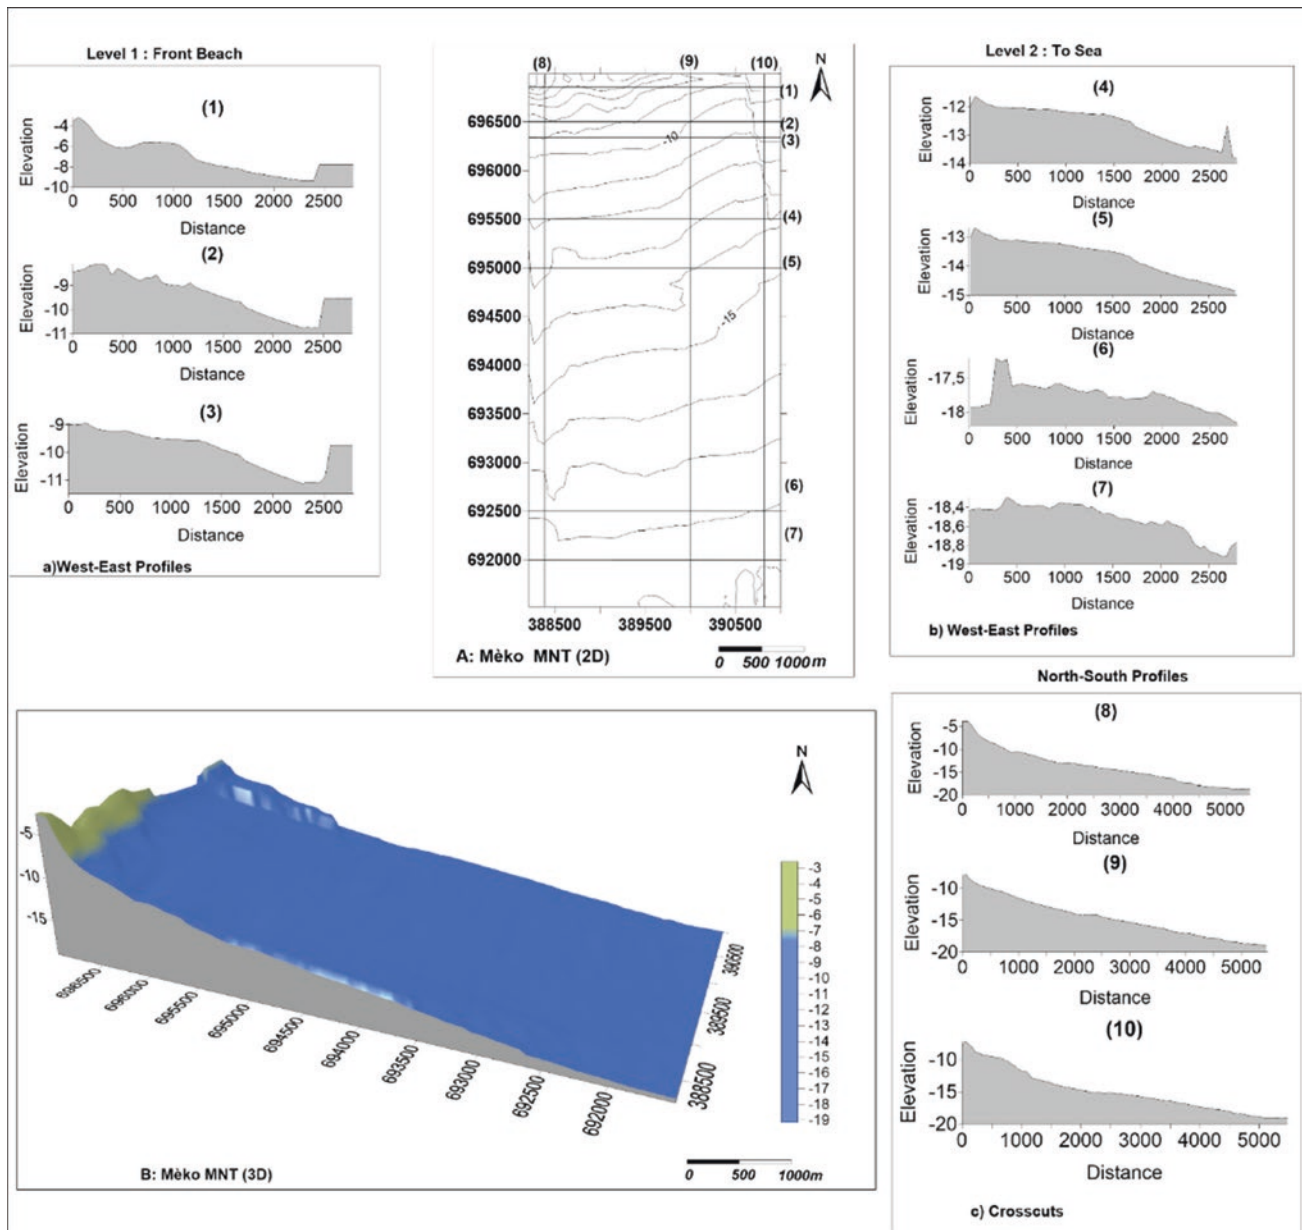 Level 1 : Front Beach
(1)
Elevation
-4
-6
-8
-10
0 500 1000 1500 2000 2500
Distance
(2)
Elevation
-9
-10
-11
0 500 1000 1500 2000 2500
Distance
(3)
Elevation
-9
-10
-11
0 500 1000 1500 2000 2500
Distance
a)West-East Profiles
(8) (9) (10)
N
(1)
696500 (2)
(3)
-10
696000
695500 (4)
695000 (5)
694500
-15
694000
693500
693000
(6)
692500
(7)
692000
388500 389500 390500
A: Mèko MNT (2D)
0 500 1000m
Level 2 : To Sea
(4)
Elevation
-12
-13
-14
0 500 1000 1500 2000 2500
Distance
(5)
Elevation
-13
-14
-15
0 500 1000 1500 2000 2500
Distance
(6)
Elevation
-17,5
-18
0 500 1000 1500 2000 2500
Distance
(7)
Elevation
-18,4
-18,6
-18,8
-19
0 500 1000 1500 2000 2500
Distance
b) West-East Profiles
N
-5
-10
-15
696500
696000
695500
695000
694500
694000
693500
693000
692500
692000
390500
389500
388500
-3
-4
-5
-6
-7
-8
-9
-10
-11
-12
-13
-14
-16
-17
-18
-19
B: Mèko MNT (3D)
0 500 1000m
North-South Profiles
(8)
Elevation
-5
-10
-15
-20
0 1000 2000 3000 4000 5000
Distance
(9)
Elevation
-10
-15
-20
0 1000 2000 3000 4000 5000
Distance
(10)
Elevation
-10
-15
-20
0 1000 2000 3000 4000 5000
Distance
c) Crosscuts